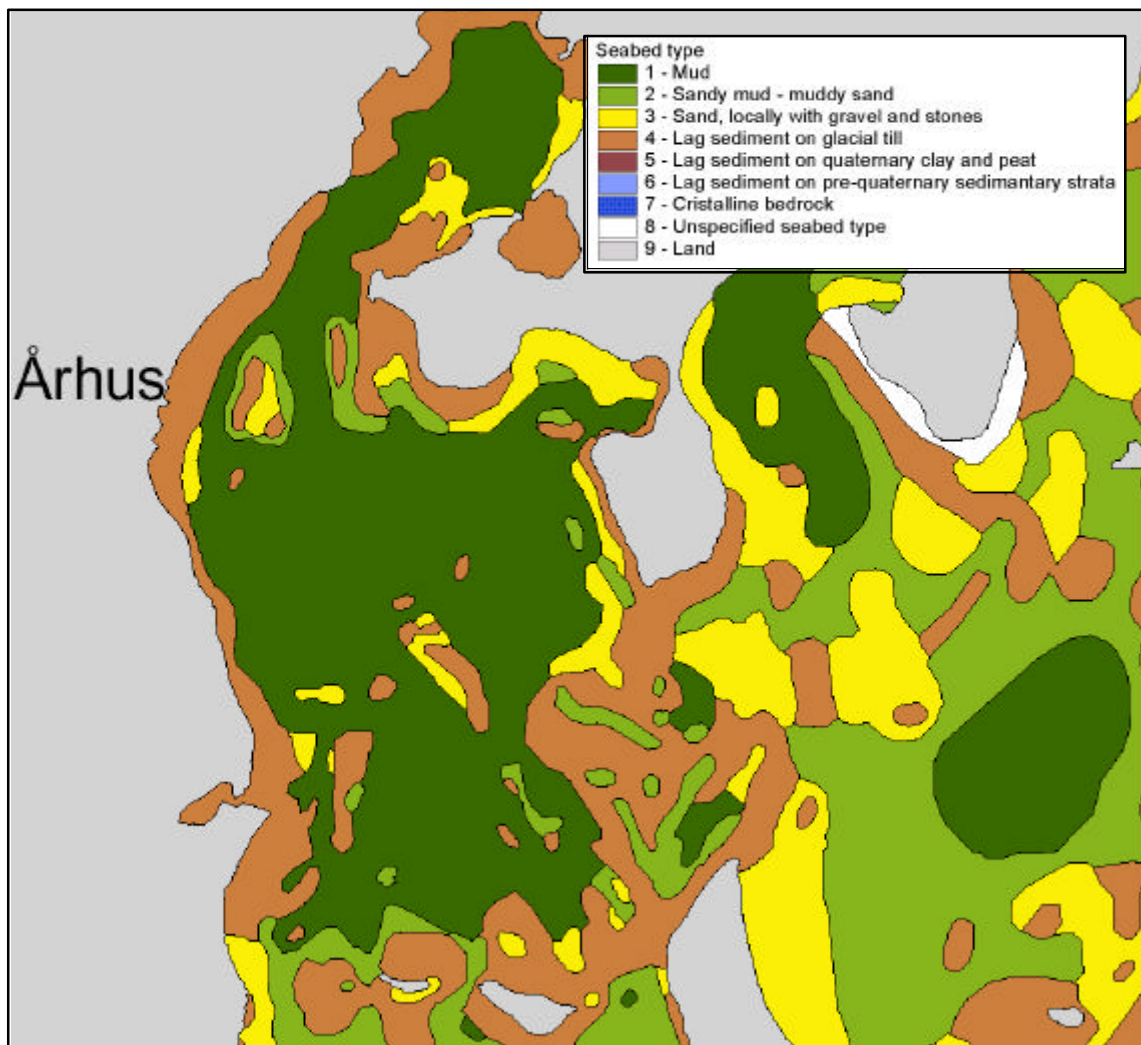 Seabed type
1 - Mud
2 - Sandy mud - muddy sand
3 - Sand, locally with gravel and stones
4 - Lag sediment on glacial till
5 - Lag sediment on quaternary clay and peat
6 - Lag sediment on pre-quaternary sedimantary strata
7 - Cristalline bedrock
8 - Unspecified seabed type
9 - Land
Århus